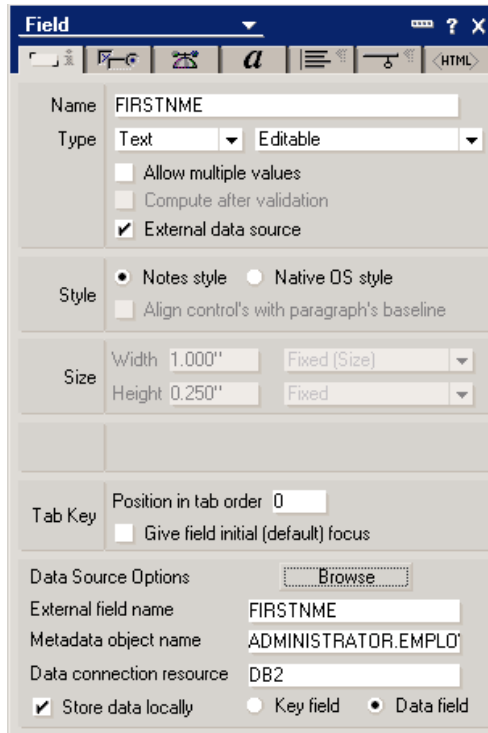 Field ? X
i a <HTML>
Name FIRSTNME
Type Text Editable
Allow multiple values
Compute after validation
External data source
Style Notes style Native OS style
Align control's with paragraph's baseline
Size Width 1.000" Fixed (Size)
Height 0.250" Fixed
Tab Key Position in tab order 0
Give field initial (default) focus
Data Source Options Browse
External field name FIRSTNME
Metadata object name ADMINISTRATOR.EMPLO
Data connection resource DB2
Store data locally Key field Data field